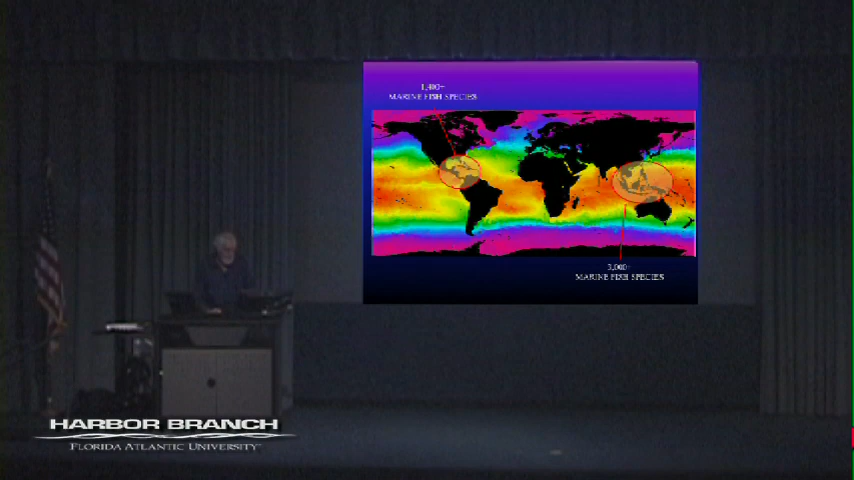 1,400+
MARINE FISH SPECIES
3,000+
MARINE FISH SPECIES
HARBOR BRANCH
FLORIDA ATLANTIC UNIVERSITY